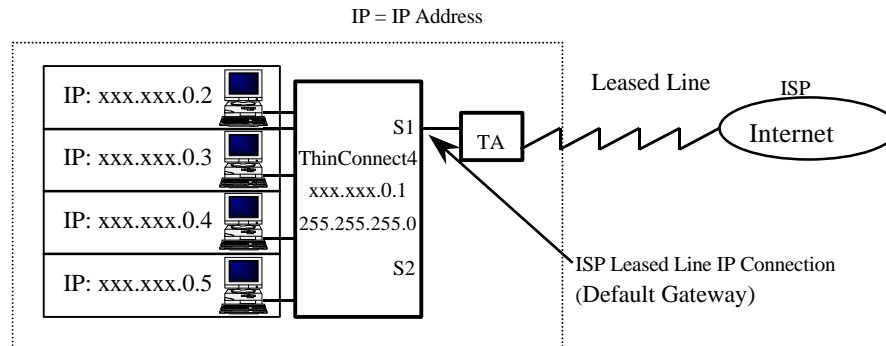 IP = IP Address
IP: xxx.xxx.0.2
IP: xxx.xxx.0.3
IP: xxx.xxx.0.4
IP: xxx.xxx.0.5
S1
ThinConnect4
xxx.xxx.0.1
255.255.255.0
S2
TA
Leased Line
ISP
Internet
ISP Leased Line IP Connection
(Default Gateway)